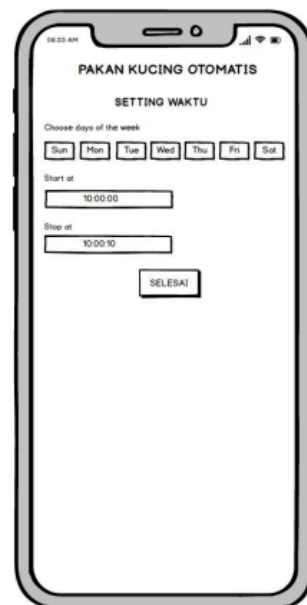 06:33 AM
PAKAN KUCING OTOMATIS
SETTING WAKTU
Choose days of the week
Sun Mon Tue Wed Thu Fri Sat
Start at
10:00:00
Stop at
10:00:10
SELESAI